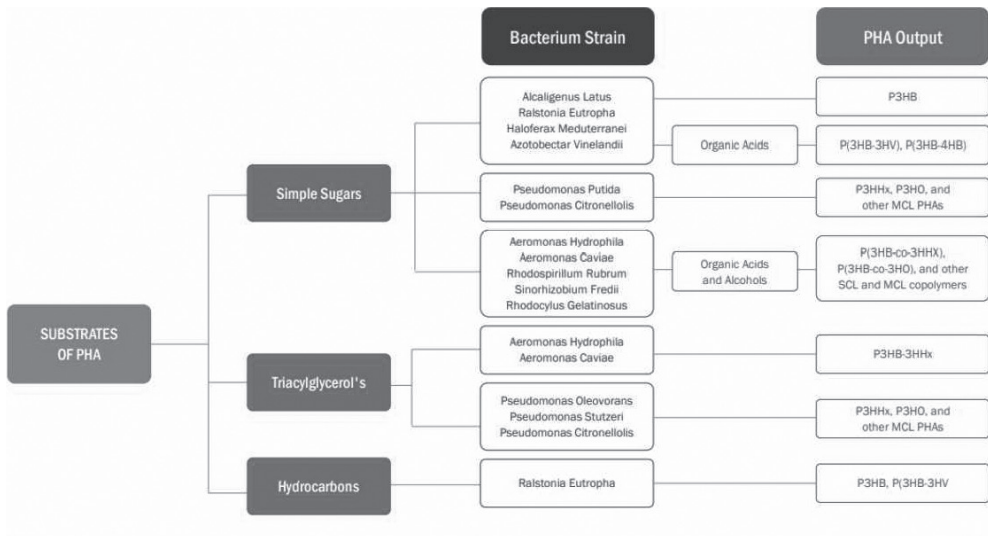 Bacterium Strain
PHA Output
SUBSTRATES
OF PHA
Simple Sugars
Alcaligenus Latus
Ralstonia Eutropha
Haloferax Meduterranei
Azotobectar Vinelandii
P3HB
Organic Acids
P(3HB-3HV), P(3HB-4HB)
Pseudomonas Putida
Pseudomonas Citronellolis
P3HHx, P3HO, and
other MCL PHAs
Aeromonas Hydrophila
Aeromonas Caviae
Rhodospirillum Rubrum
Sinorhizobium Fredii
Rhodocylus Gelatinosus
Organic Acids
and Alcohols
P(3HB-co-3HHX),
P(3HB-co-3HO), and other
SCL and MCL copolymers
Triacylglycerol's
Aeromonas Hydrophila
Aeromonas Caviae
P3HB-3HHx
Pseudomonas Oleovorans
Pseudomonas Stutzeri
Pseudomonas Citronellolis
P3HHx, P3HO, and
other MCL PHAs
Hydrocarbons
Ralstonia Eutropha
P3HB, P(3HB-3HV